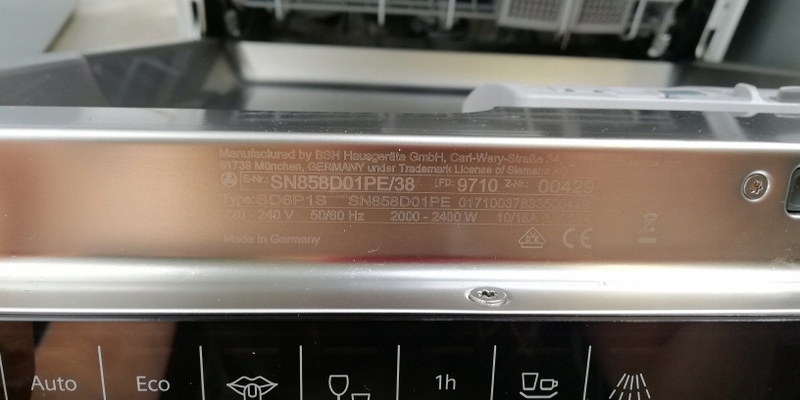 Manufactured by BSH Hausgeräte GmbH, Carl-Wery-Straße 34,
81739 München, GERMANY under Trademark License of Siemens AG
E-Nr.: SN858D01PE/38 FD: 9710 Z-Nr.: 00429
Type: SD6P1S SN858D01PE
220 - 240 V 50/60 Hz 2000 - 2400 W 10/16A
Made in Germany
CE
Auto Eco 1h